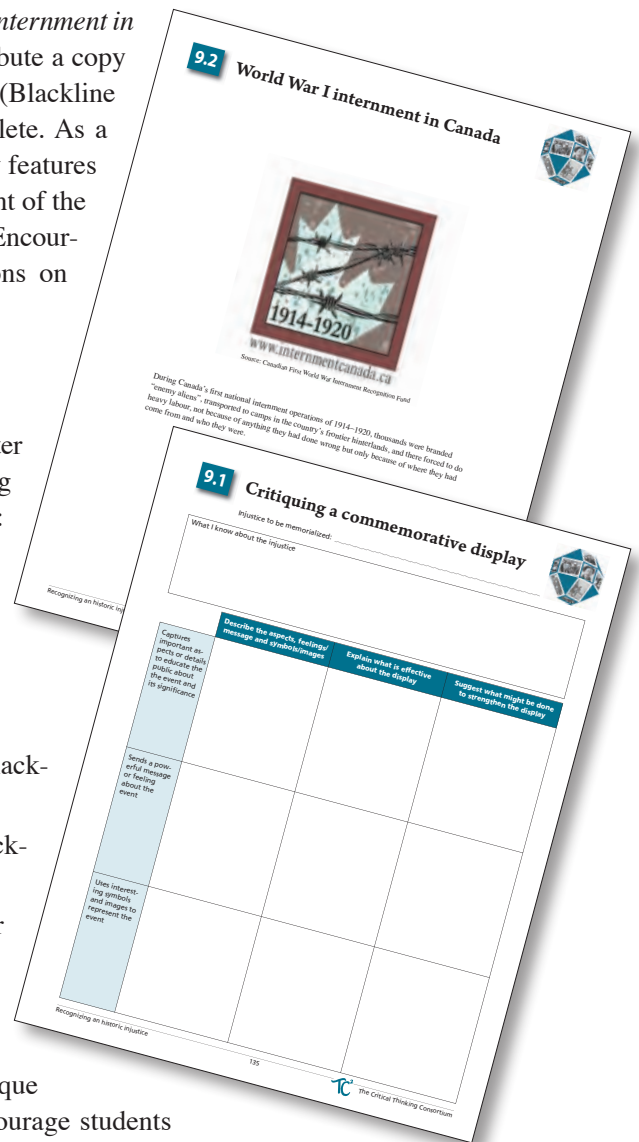 nternment in
bute a copy
(Blackline
lete. As a
features
nt of the
Encour-
ns on
ter
g
:
ack-
ck-
r
que
ourage students
9.2
World War I internment in Canada
1914-1920
www.internmentcanada.ca
Source: Canadian First World War Internment Recognition Fund
During Canada's first national internment operations of 1914–1920, thousands were branded
"enemy aliens", transported to camps in the country's frontier hinterlands, and there forced to do
heavy labour, not because of anything they had done wrong but only because of where they had
come from and who they were.
Recognizing an historic inj
9.1
Critiquing a commemorative display
Injustice to be memorialized:
What I know about the injustice
Describe the aspects, feelings/
message and symbols/images
Explain what is effective
about the display
Suggest what might be done
to strengthen the display
Captures
important as-
pects or details
to educate the
public about
the event and
its significance
Sends a pow-
erful message
or feeling
about the
event
Uses interest-
ing symbols
and images to
represent the
event
Recognizing an historic injustice
135
TC²
The Critical Thinking Consortium